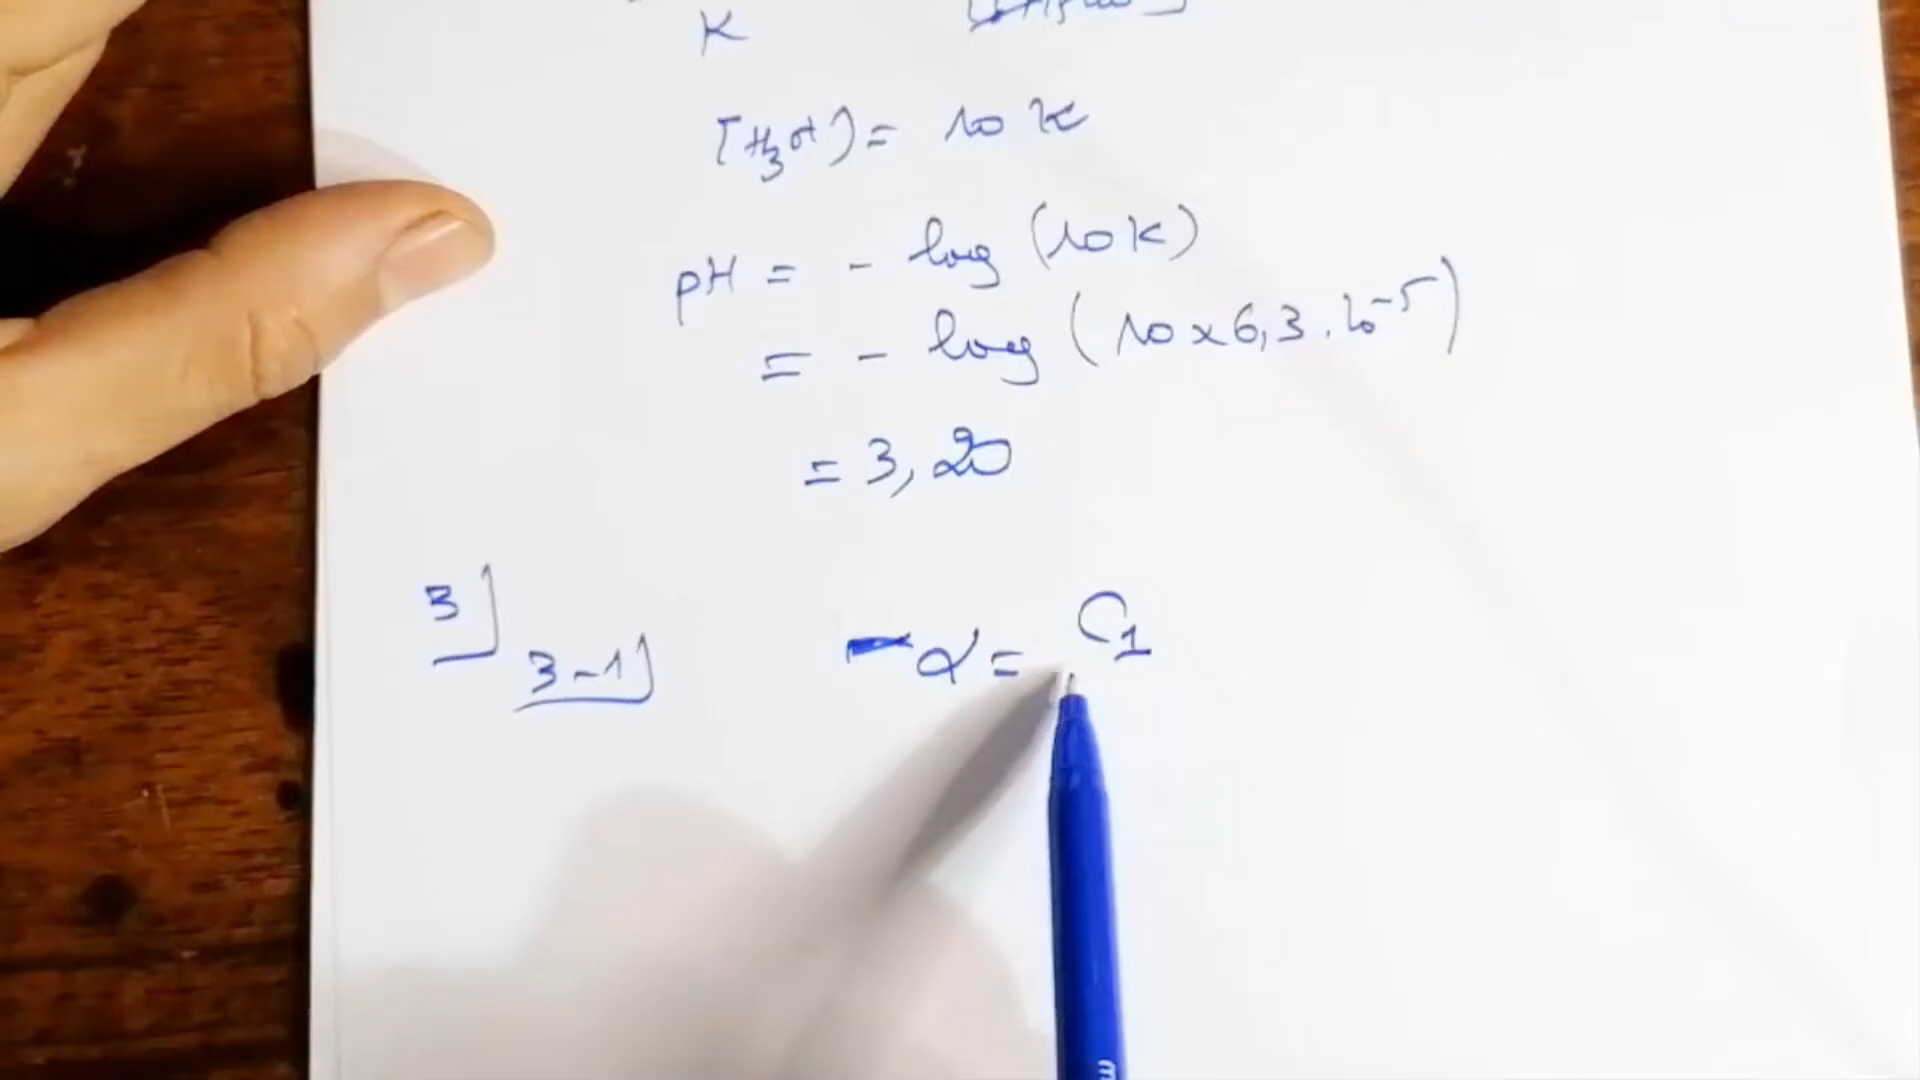 K
[H₃O⁺] = 10 K
pH = - log (10 K)
= - log (10 x 6,3 . 10⁻⁵)
= 3,20
3]
3-1]
α = C₁